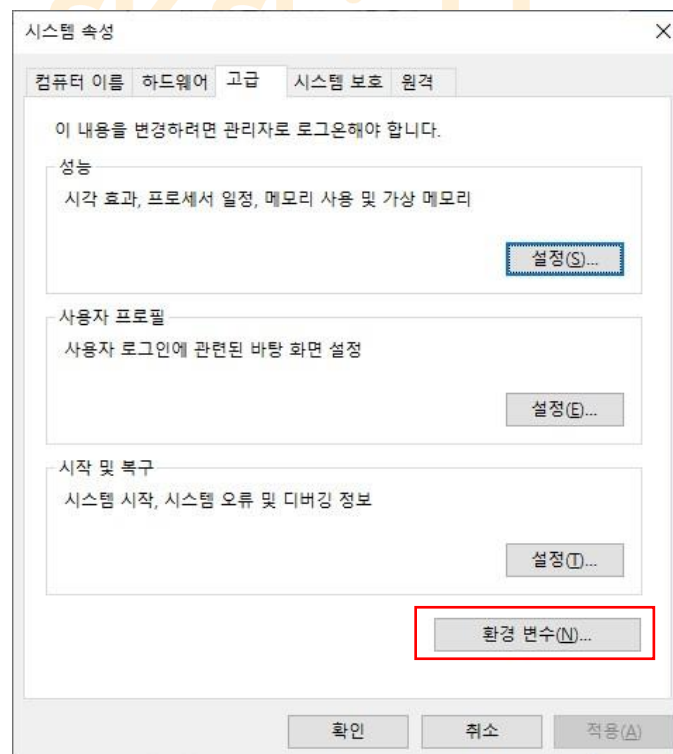 시스템 속성
컴퓨터 이름 하드웨어 고급 시스템 보호 원격
이 내용을 변경하려면 관리자로 로그온해야 합니다.
성능
시각 효과, 프로세서 일정, 메모리 사용 및 가상 메모리
설정(S)...
사용자 프로필
사용자 로그인에 관련된 바탕 화면 설정
설정(E)...
시작 및 복구
시스템 시작, 시스템 오류 및 디버깅 정보
설정(T)...
환경 변수(N)...
확인 취소 적용(A)